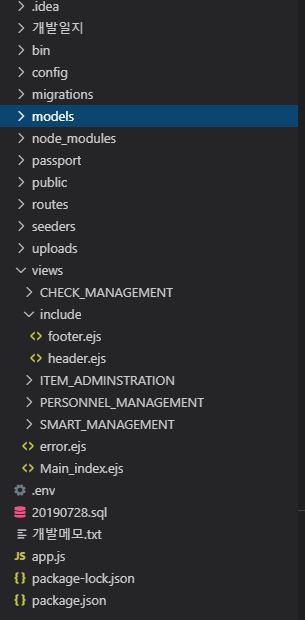 .idea
개발일지
bin
config
migrations
models
node_modules
passport
public
routes
seeders
uploads
views
CHECK_MANAGEMENT
include
footer.ejs
header.ejs
ITEM_ADMINSTRATION
PERSONNEL_MANAGEMENT
SMART_MANAGEMENT
error.ejs
Main_index.ejs
.env
20190728.sql
개발메모.txt
JS app.js
{} package-lock.json
{} package.json